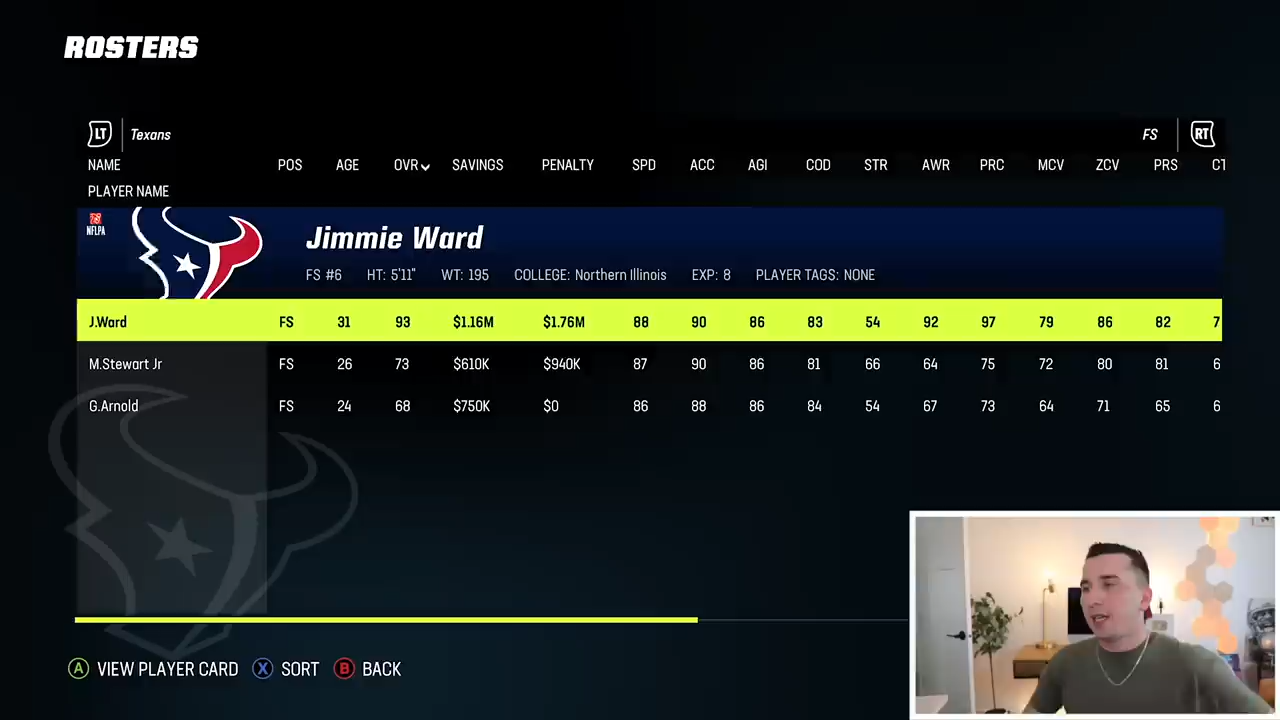 ROSTERS
LT Texans FS RT
NAME POS AGE OVR SAVINGS PENALTY SPD ACC AGI COD STR AWR PRC MCV ZCV PRS CT
PLAYER NAME
NFLPA
Jimmie Ward
FS #6 HT: 5'11" WT: 195 COLLEGE: Northern Illinois EXP: 8 PLAYER TAGS: NONE
J.Ward FS 31 93 $1.16M $1.76M 88 90 86 83 54 92 97 79 86 82 7
M.Stewart Jr FS 26 73 $610K $940K 87 90 86 81 66 64 75 72 80 81 6
G.Arnold FS 24 68 $750K $0 86 88 86 84 54 67 73 64 71 65 6
A VIEW PLAYER CARD X SORT B BACK